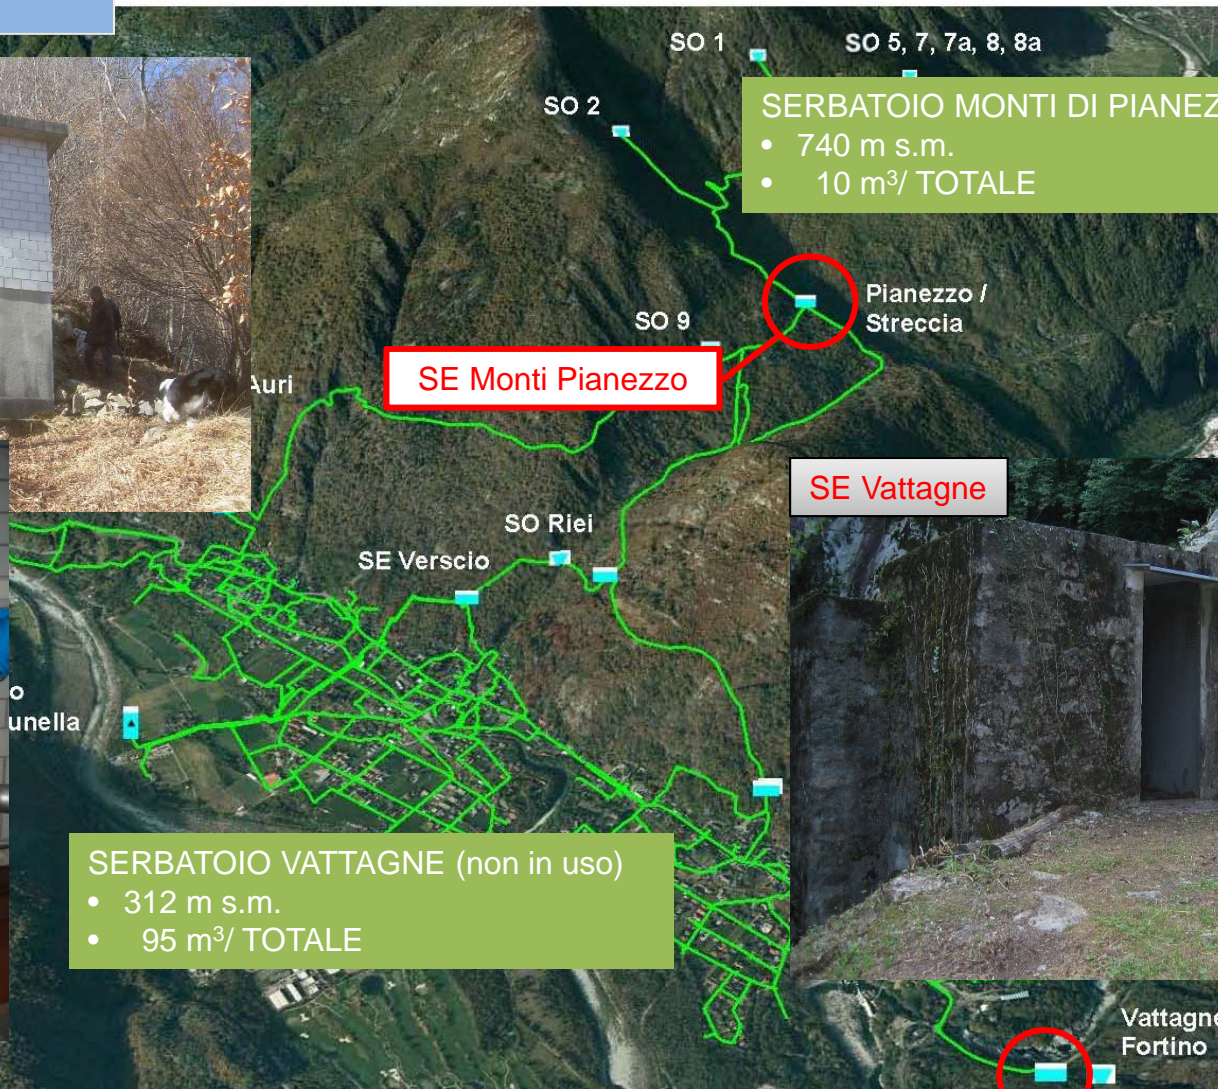 SO 1
SO 5, 7, 7a, 8, 8a
SO 2
SERBATOIO MONTI DI PIANEZ
• 740 m s.m.
• 10 m³/ TOTALE
Pianezzo /
Streccia
SO 9
SE Monti Pianezzo
Auri
SE Vattagne
SO Riei
SE Verscio
o
unella
SERBATOIO VATTAGNE (non in uso)
• 312 m s.m.
• 95 m³/ TOTALE
Vattagne
Fortino